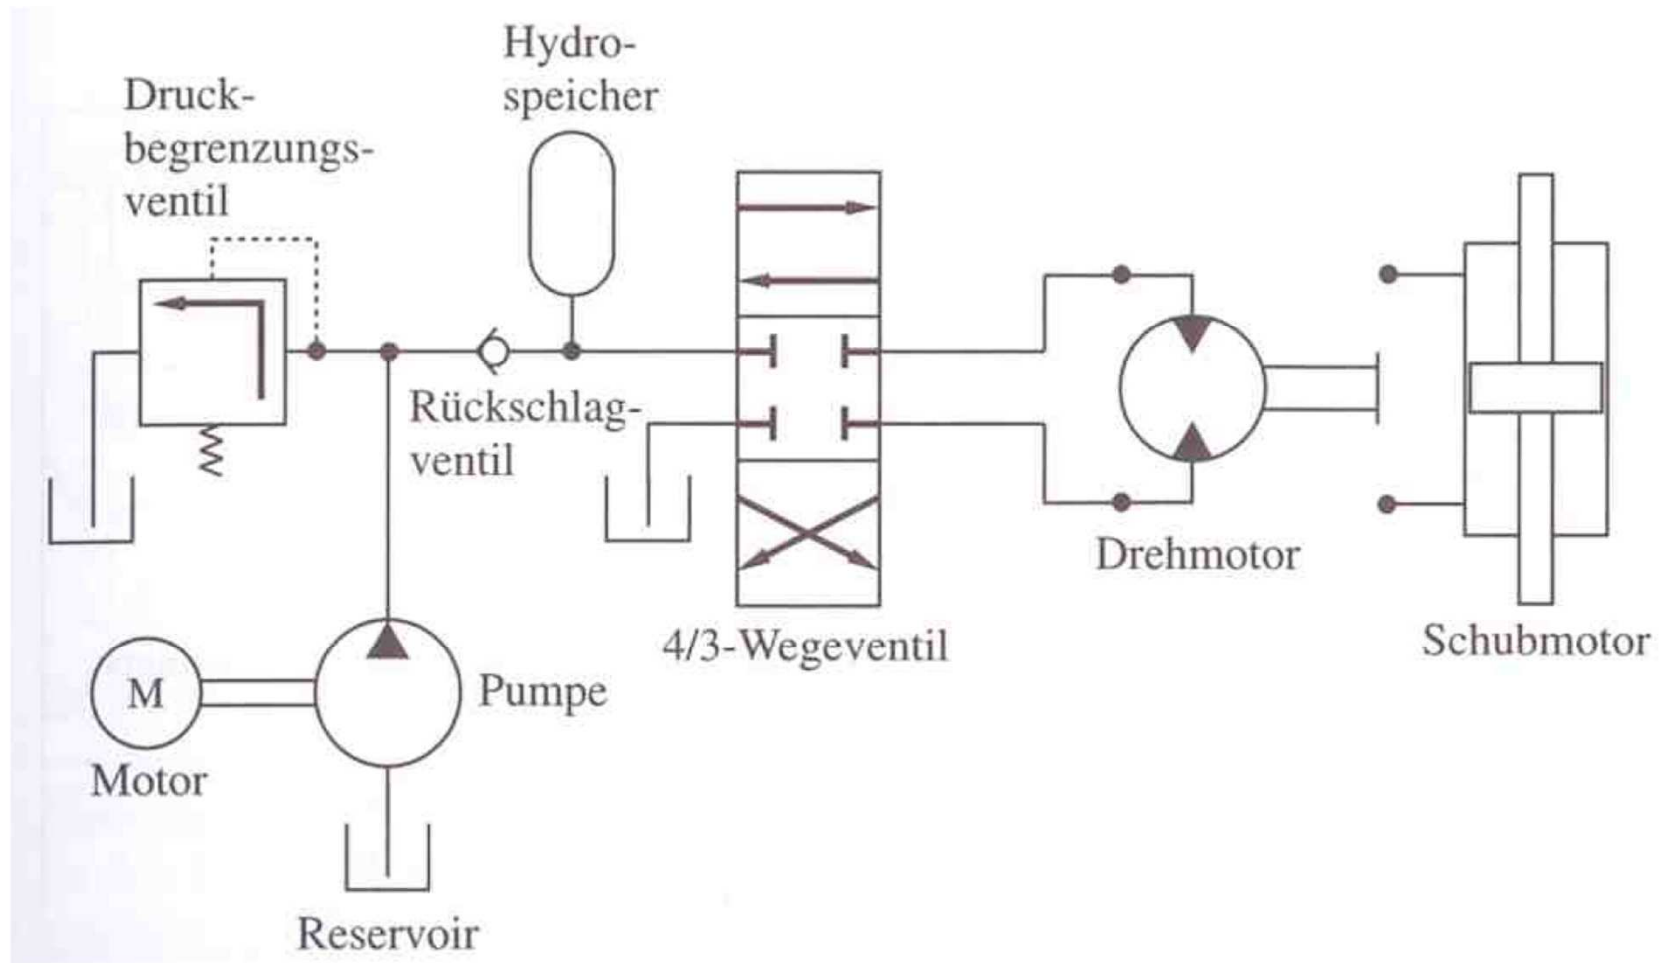 Hydro-
speicher
Druck-
begrenzungs-
ventil
Rückschlag-
ventil
Drehmotor
4/3-Wegeventil
Schubmotor
M
Pumpe
Motor
Reservoir